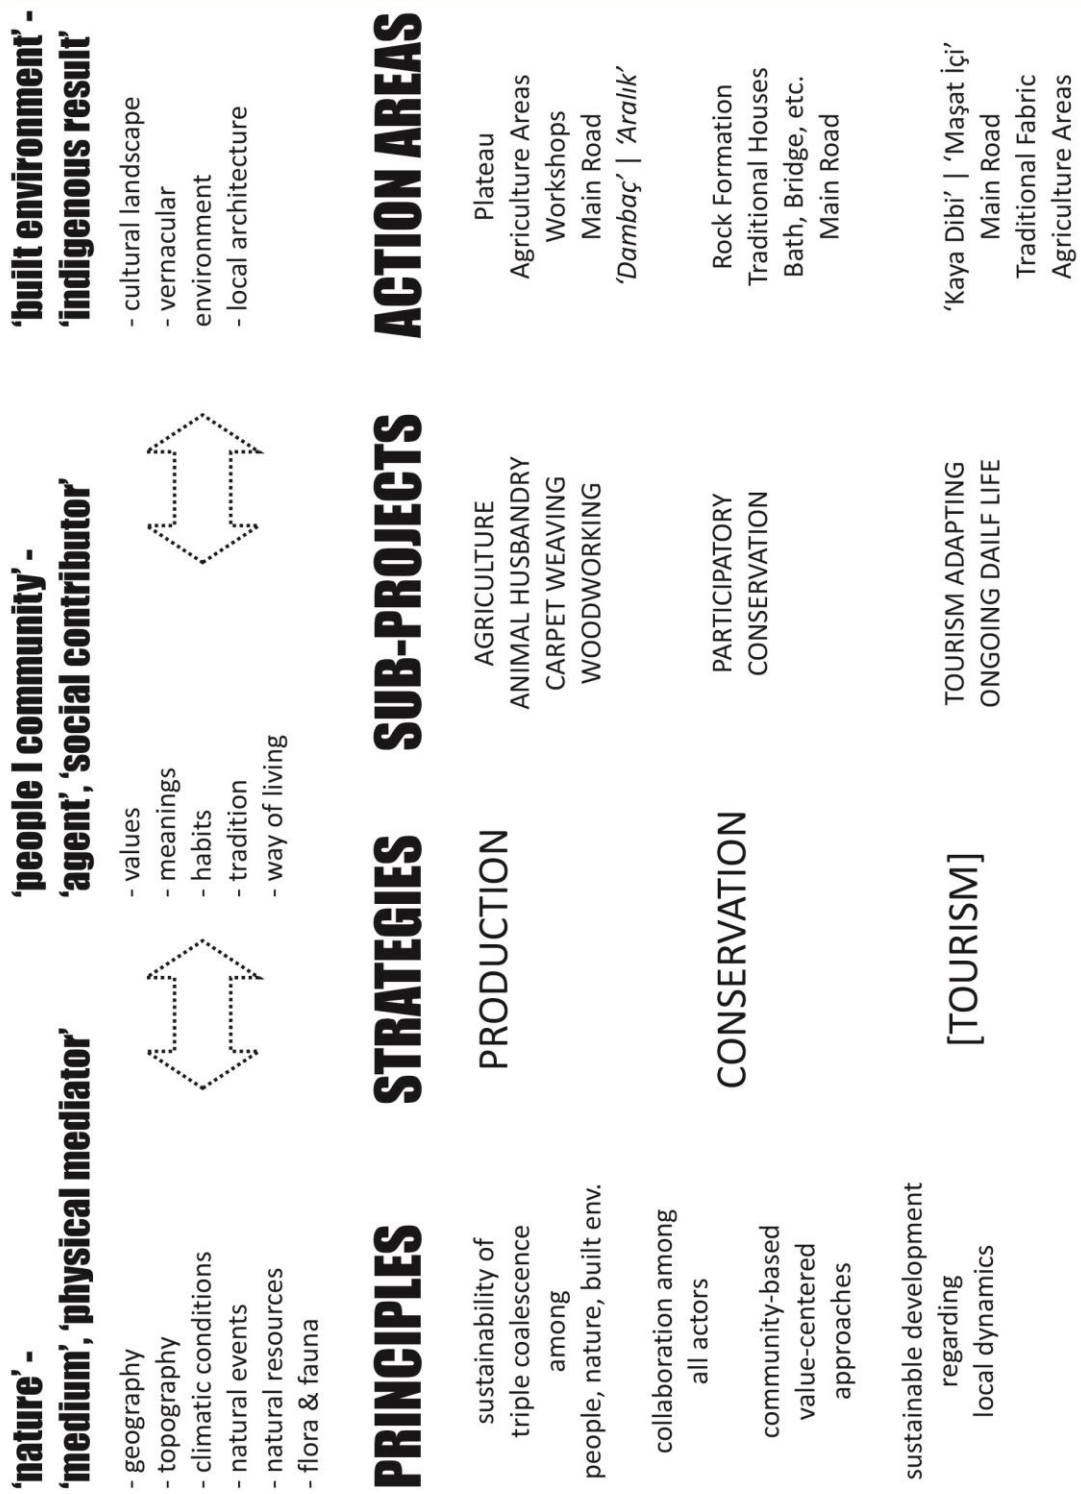 ‘nature’ -
‘medium’, ‘physical mediator’
- geography
- topography
- climatic conditions
- natural events
- natural resources
- flora & fauna
‘people I community’ -
‘agent’, ‘social contributor’
- values
- meanings
- habits
- tradition
- way of living
‘built environment’ -
‘indigenous result’
- cultural landscape
- vernacular
environment
- local architecture
PRINCIPLES
sustainability of
triple coalescence
among
people, nature, built env.
collaboration among
all actors
community-based
value-centered
approaches
sustainable development
regarding
local dynamics
STRATEGIES
PRODUCTION
CONSERVATION
[TOURISM]
SUB-PROJECTS
AGRICULTURE
ANIMAL HUSBANDRY
CARPET WEAVING
WOODWORKING
PARTICIPATORY
CONSERVATION
TOURISM ADAPTING
ONGOING DAILF LIFE
ACTION AREAS
Plateau
Agriculture Areas
Workshops
Main Road
‘Dambaç’ | ‘Aralık’
Rock Formation
Traditional Houses
Bath, Bridge, etc.
Main Road
‘Kaya Dibi’ | ‘Maşat İçi’
Main Road
Traditional Fabric
Agriculture Areas